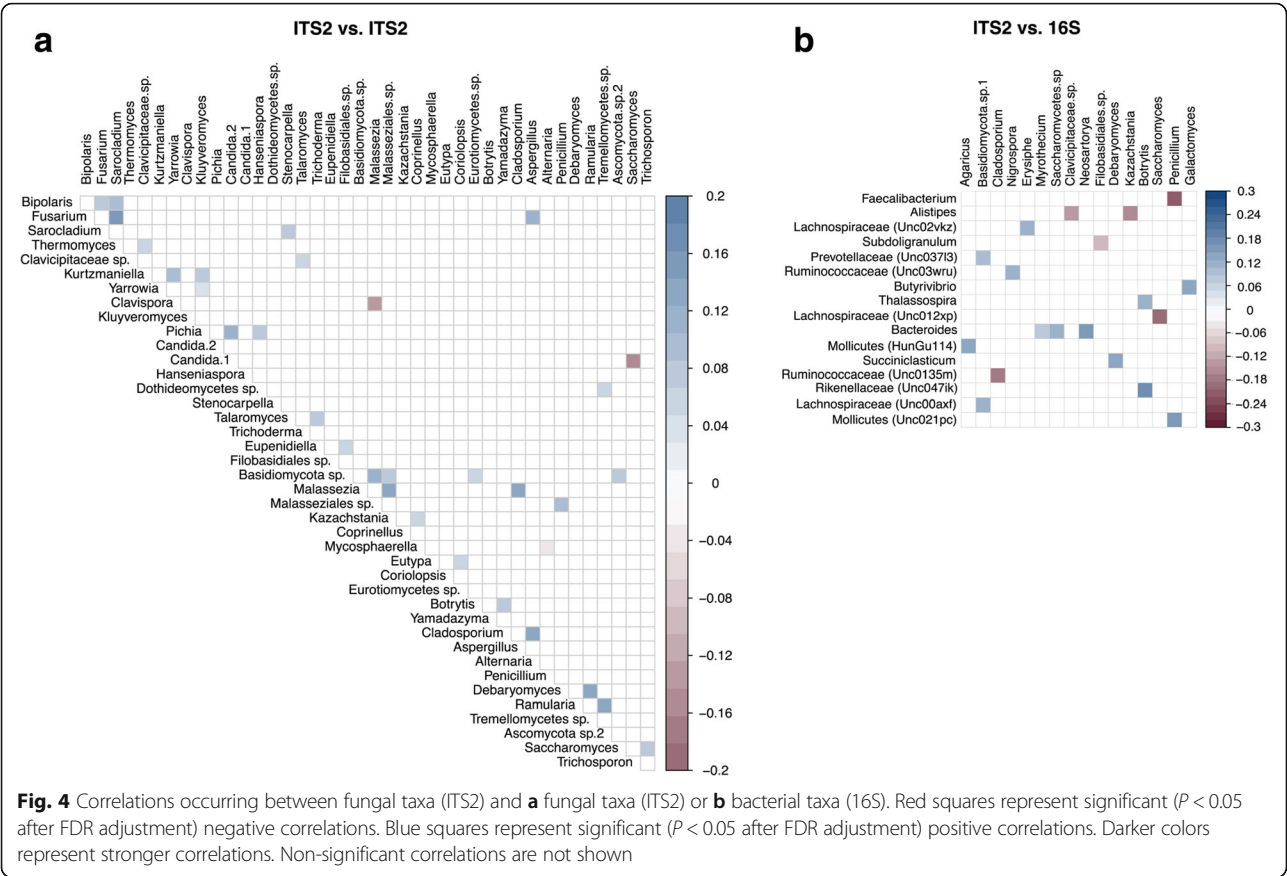 a
ITS2 vs. ITS2
Bipolaris
Fusarium
Sarocladium
Thermomyces
Clavicipitaceae.sp.
Kurtzmaniella
Yarrowia
Clavispora
Kluyveromyces
Pichia
Candida.2
Candida.1
Hanseniaspora
Dothideomycetes.sp.
Stenocarpella
Talaromyces
Trichoderma
Eupenidiella
Filobasidiales.sp.
Basidiomycota.sp.
Malassezia
Malasseziales.sp.
Kazachstania
Coprinellus
Mycosphaerella
Eutypa
Coriolopsis
Eurotiomycetes.sp.
Botrytis
Yamadazyma
Cladosporium
Aspergillus
Alternaria
Penicillium
Debaryomyces
Ramularia
Tremellomycetes.sp.
Ascomycota.sp.2
Saccharomyces
Trichosporon
Bipolaris
Fusarium
Sarocladium
Thermomyces
Clavicipitaceae sp.
Kurtzmaniella
Yarrowia
Clavispora
Kluyveromyces
Pichia
Candida.2
Candida.1
Hanseniaspora
Dothideomycetes sp.
Stenocarpella
Talaromyces
Trichoderma
Eupenidiella
Filobasidiales sp.
Basidiomycota sp.
Malassezia
Malasseziales sp.
Kazachstania
Coprinellus
Mycosphaerella
Eutypa
Coriolopsis
Eurotiomycetes sp.
Botrytis
Yamadazyma
Cladosporium
Aspergillus
Alternaria
Penicillium
Debaryomyces
Ramularia
Tremellomycetes sp.
Ascomycota sp.2
Saccharomyces
Trichosporon
0.2
0.16
0.12
0.08
0.04
0
−0.04
−0.08
−0.12
−0.16
−0.2
b
ITS2 vs. 16S
Agaricus
Basidiomycota.sp.1
Cladosporium
Nigrospora
Erysiphe
Myrothecium
Saccharomycetes.sp
Clavicipitaceae.sp.
Neosartorya
Filobasidiales.sp.
Debaryomyces
Kazachstania
Botrytis
Saccharomyces
Penicillium
Galactomyces
Faecalibacterium
Alistipes
Lachnospiraceae (Unc02vkz)
Subdoligranulum
Prevotellaceae (Unc037l3)
Ruminococcaceae (Unc03wru)
Butyrivibrio
Thalassospira
Lachnospiraceae (Unc012xp)
Bacteroides
Mollicutes (HunGu114)
Succiniclasticum
Ruminococcaceae (Unc0135m)
Rikenellaceae (Unc047ik)
Lachnospiraceae (Unc00axf)
Mollicutes (Unc021pc)
0.3
0.24
0.18
0.12
0.06
0
−0.06
−0.12
−0.18
−0.24
−0.3
Fig. 4 Correlations occurring between fungal taxa (ITS2) and a fungal taxa (ITS2) or b bacterial taxa (16S). Red squares represent significant (P < 0.05
after FDR adjustment) negative correlations. Blue squares represent significant (P < 0.05 after FDR adjustment) positive correlations. Darker colors
represent stronger correlations. Non-significant correlations are not shown